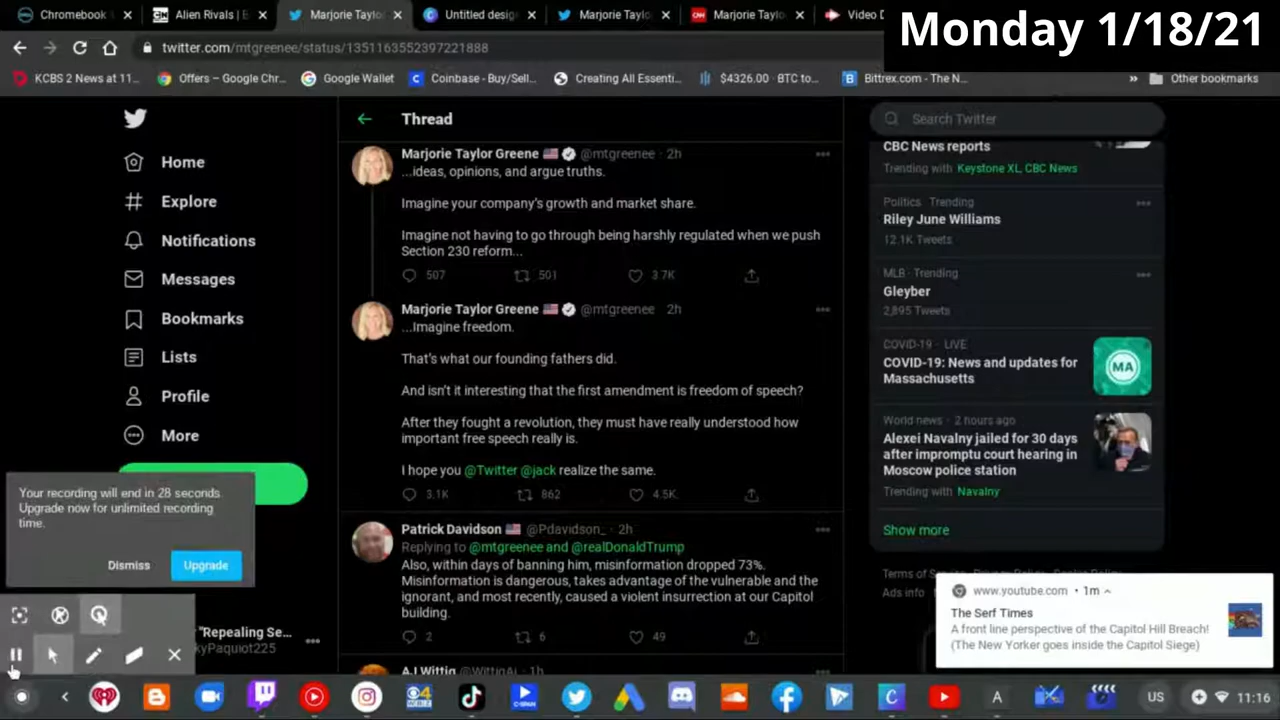 Chromebook
Alien Rivals | B
Marjorie Taylo
Untitled desig
Marjorie Taylo
Marjorie Taylo
Video D
Monday 1/18/21
twitter.com/mtgreenee/status/1351163552397221888
KCBS 2 News at 11...
Offers – Google Chr...
Google Wallet
Coinbase - Buy/Sell...
Creating All Essenti...
$4326.00 · BTC to...
Bittrex.com - The N...
»
Other bookmarks
Home
Explore
Notifications
Messages
Bookmarks
Lists
Profile
More
Thread
Marjorie Taylor Greene 🇺🇸 @mtgreenee · 2h
...ideas, opinions, and argue truths.
Imagine your company's growth and market share.
Imagine not having to go through being harshly regulated when we push
Section 230 reform...
507 501 3.7K
Marjorie Taylor Greene 🇺🇸 @mtgreenee · 2h
...Imagine freedom.
That's what our founding fathers did.
And isn't it interesting that the first amendment is freedom of speech?
After they fought a revolution, they must have really understood how
important free speech really is.
I hope you @Twitter @jack realize the same.
3.1K 862 4.5K
Patrick Davidson 🇺🇸 @Pdavidson_ · 2h
Replying to @mtgreenee and @realDonaldTrump
Also, within days of banning him, misinformation dropped 73%.
Misinformation is dangerous, takes advantage of the vulnerable and the
ignorant, and most recently, caused a violent insurrection at our Capitol
building.
2 6 49
AJ Wittig @WittigAj · 1h
Search Twitter
CBC News reports
Trending with Keystone XL, CBC News
Politics · Trending
Riley June Williams
12.1K Tweets
MLB · Trending
Gleyber
2,895 Tweets
COVID-19 · LIVE
COVID-19: News and updates for
Massachusetts
MA
World news · 2 hours ago
Alexei Navalny jailed for 30 days
after impromptu court hearing in
Moscow police station
Trending with Navalny
Show more
Terms of
Ads info
Your recording will end in 28 seconds.
Upgrade now for unlimited recording
time.
Dismiss
Upgrade
"Repealing Se...
kyPaquiot225
www.youtube.com • 1m
The Serf Times
A front line perspective of the Capitol Hill Breach!
(The New Yorker goes inside the Capitol Siege)
US
11:16